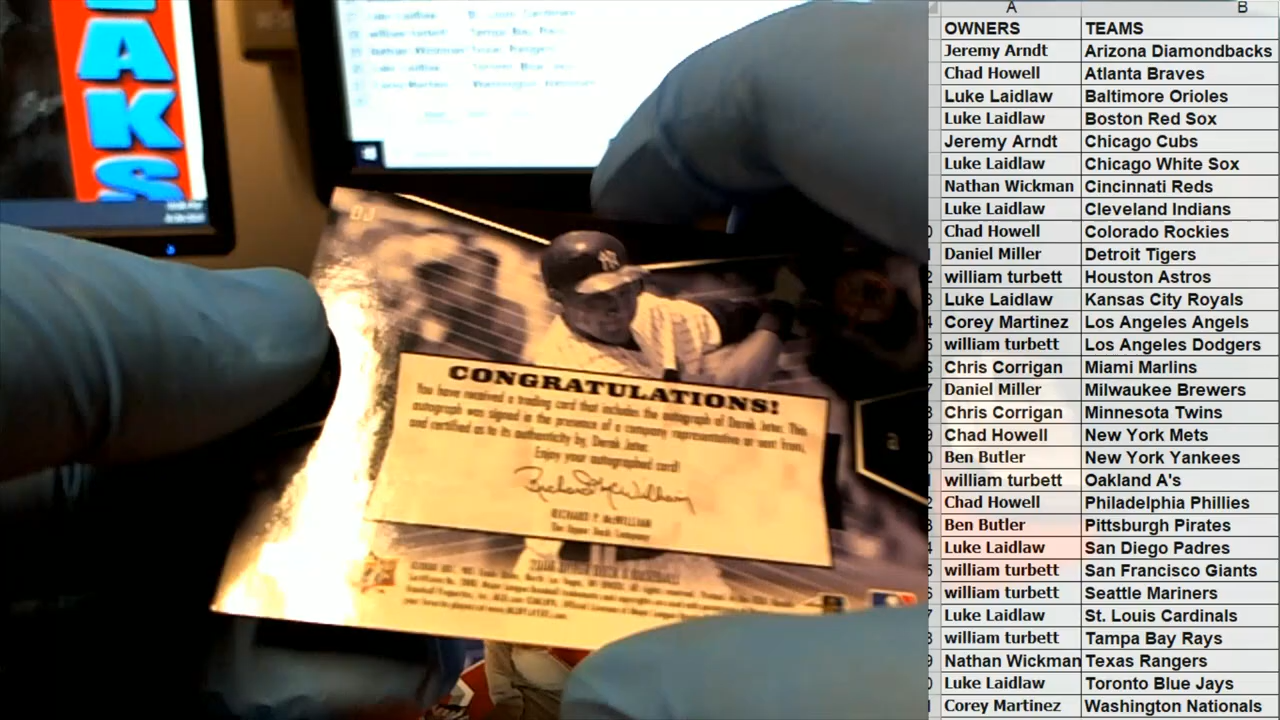 EAKS
DJ
NY
CONGRATULATIONS!
You have received a trading card that includes the autograph of Derek Jeter. This
autograph was signed in the presence of a company representative or sent from,
and certified as to its authenticity by, Derek Jeter.
Enjoy your autographed card!
RICHARD P. McWILLIAM
The Upper Deck Company
a
A B
OWNERS TEAMS
Jeremy Arndt Arizona Diamondbacks
Chad Howell Atlanta Braves
Luke Laidlaw Baltimore Orioles
Luke Laidlaw Boston Red Sox
Jeremy Arndt Chicago Cubs
Luke Laidlaw Chicago White Sox
Nathan Wickman Cincinnati Reds
Luke Laidlaw Cleveland Indians
Chad Howell Colorado Rockies
Daniel Miller Detroit Tigers
william turbett Houston Astros
Luke Laidlaw Kansas City Royals
Corey Martinez Los Angeles Angels
william turbett Los Angeles Dodgers
Chris Corrigan Miami Marlins
Daniel Miller Milwaukee Brewers
Chris Corrigan Minnesota Twins
Chad Howell New York Mets
Ben Butler New York Yankees
william turbett Oakland A's
Chad Howell Philadelphia Phillies
Ben Butler Pittsburgh Pirates
Luke Laidlaw San Diego Padres
william turbett San Francisco Giants
william turbett Seattle Mariners
Luke Laidlaw St. Louis Cardinals
william turbett Tampa Bay Rays
Nathan Wickman Texas Rangers
Luke Laidlaw Toronto Blue Jays
Corey Martinez Washington Nationals